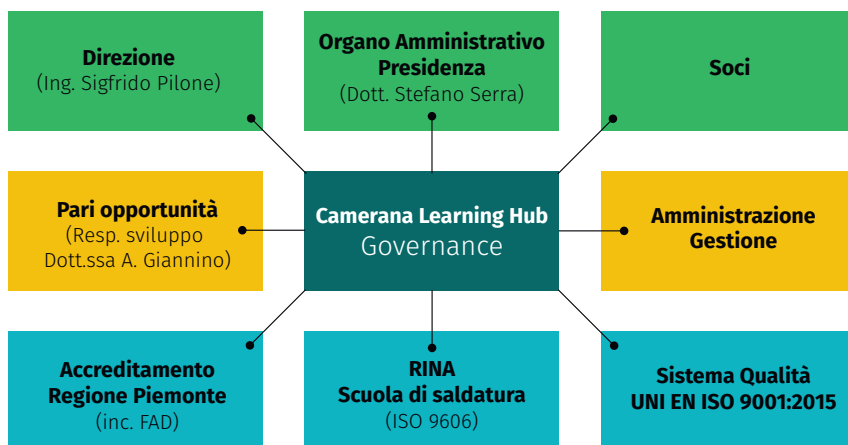 Direzione
(Ing. Sigfrido Pilone)
Organo Amministrativo
Presidenza
(Dott. Stefano Serra)
Soci
Pari opportunità
(Resp. sviluppo
Dott.ssa A. Giannino)
Camerana Learning Hub
Governance
Amministrazione
Gestione
Accreditamento
Regione Piemonte
(inc. FAD)
RINA
Scuola di saldatura
(ISO 9606)
Sistema Qualità
UNI EN ISO 9001:2015